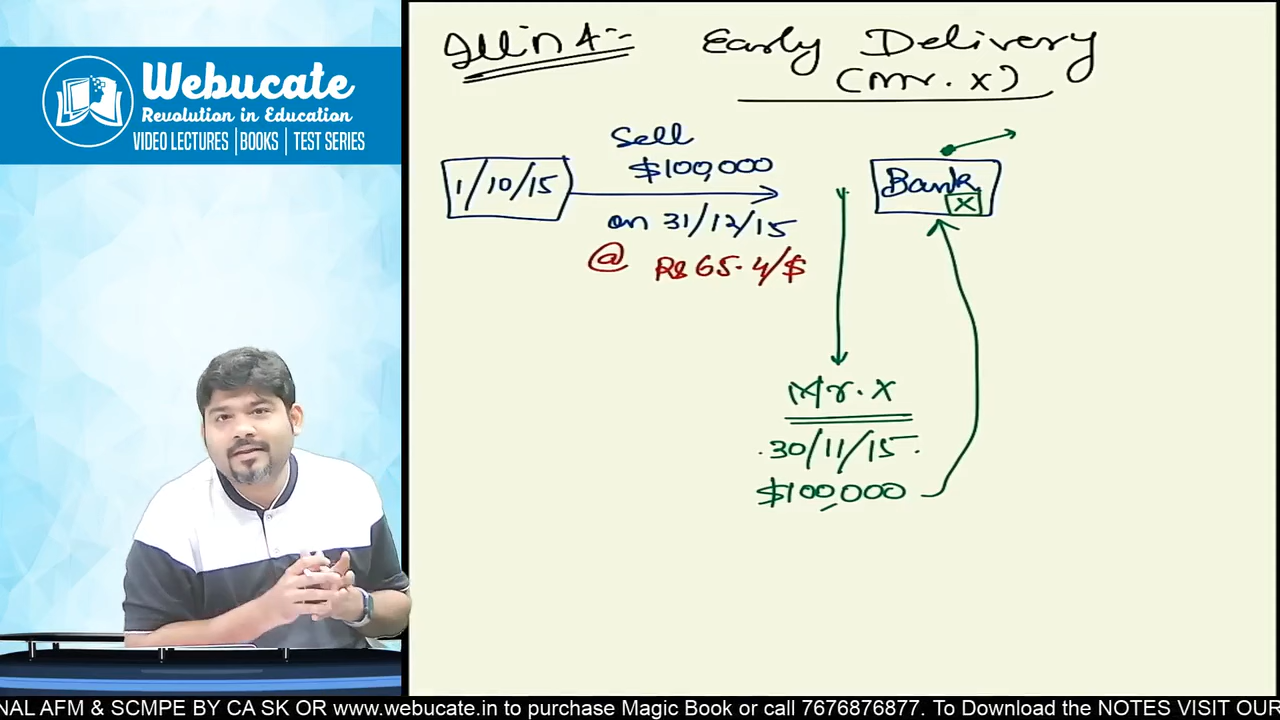 Webucate
Revolution in Education
VIDEO LECTURES | BOOKS | TEST SERIES
Illn 4:-
Early Delivery
(Mr. X)
1/10/15
Sell
$100,000
on 31/12/15
@ Rs 65.4/$
Bank
X
Mr. X
30/11/15
$100,000
NAL AFM & SCMPE BY CA SK OR www.webucate.in to purchase Magic Book or call 7676876877. To Download the NOTES VISIT OUR